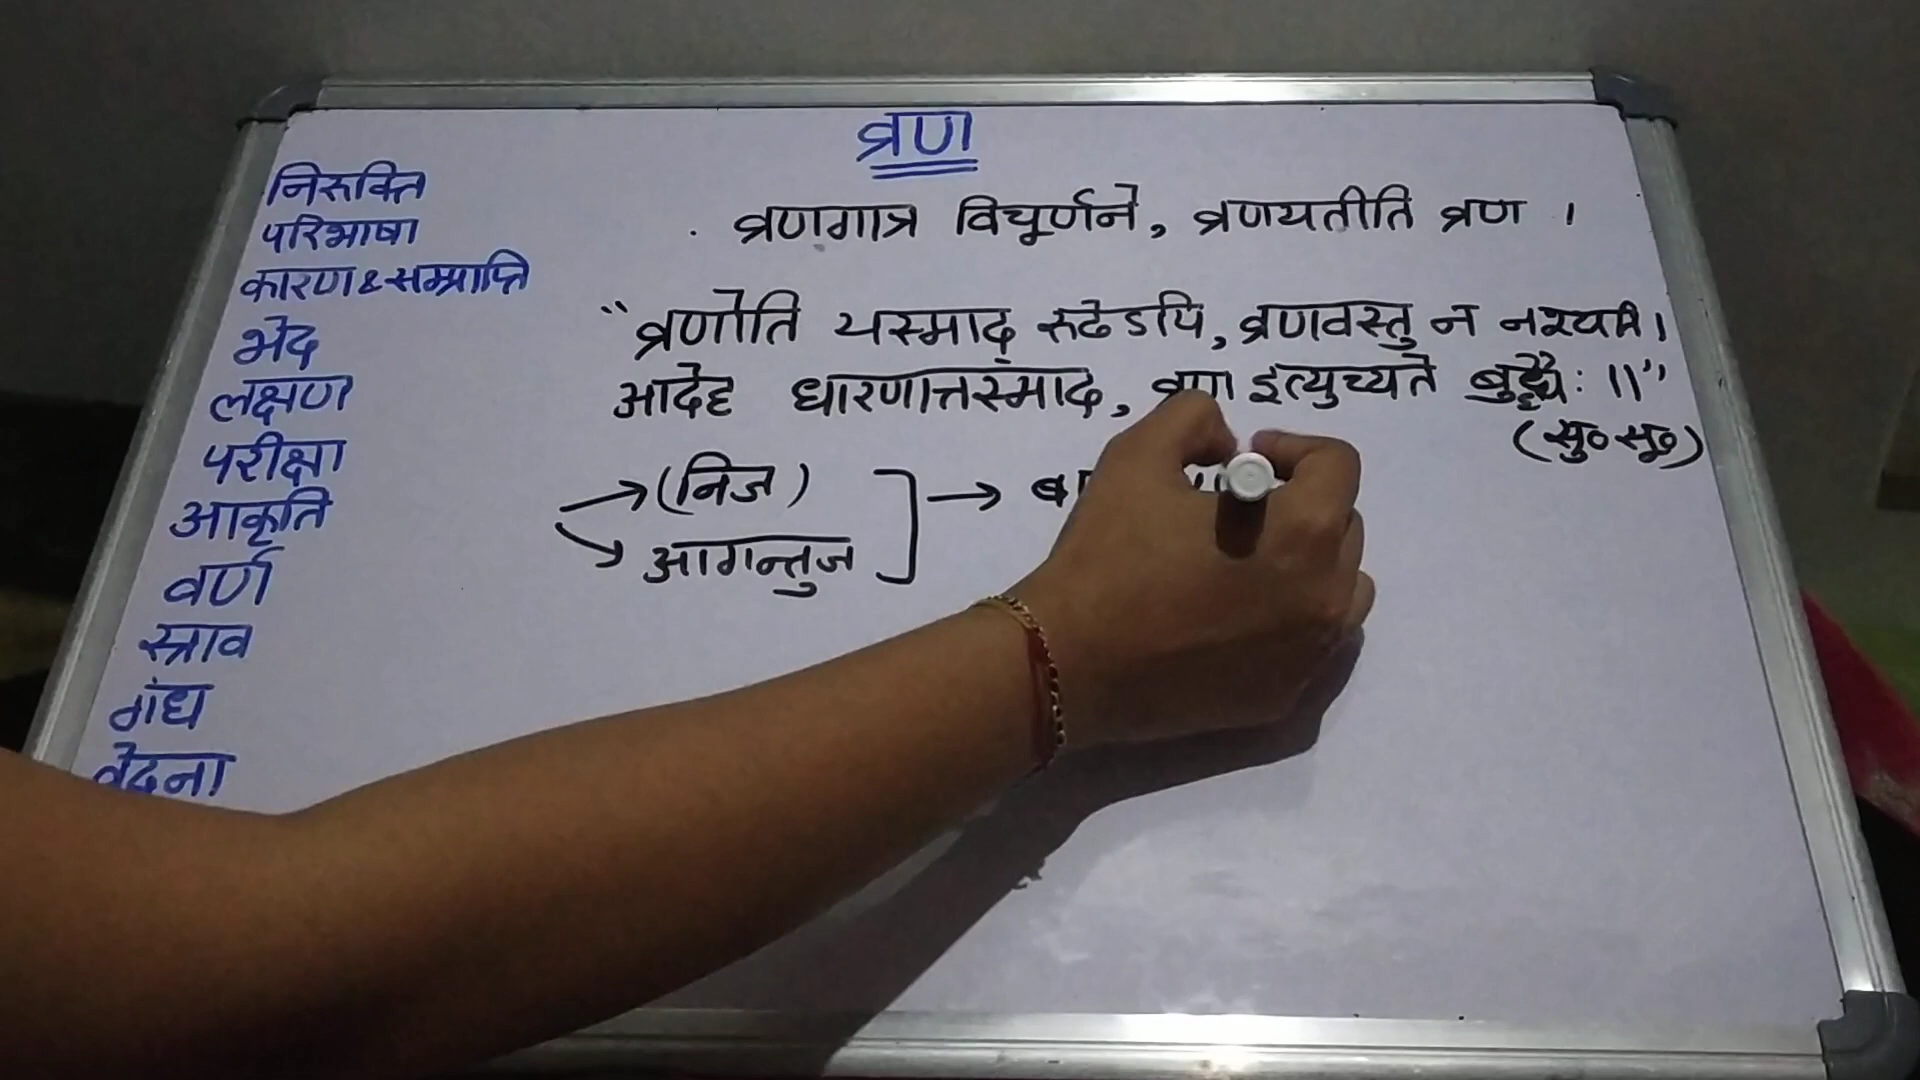 व्रण
निरुक्ति
परिभाषा
कारण & सम्प्राप्ति
भेद
लक्षण
परीक्षा
आकृति
वर्ण
स्त्राव
गंध
वेदना
व्रणगात्र विचूर्णने, व्रणयतीति व्रण ।
“व्रणोति यस्माद् रुढेऽपि, व्रणवस्तु न नश्यति।
आदेह धारणात्तस्माद, व्रण इत्युच्यते ॥”
(सु० सू०)
→ (निज)
→ आगन्तुज ] →